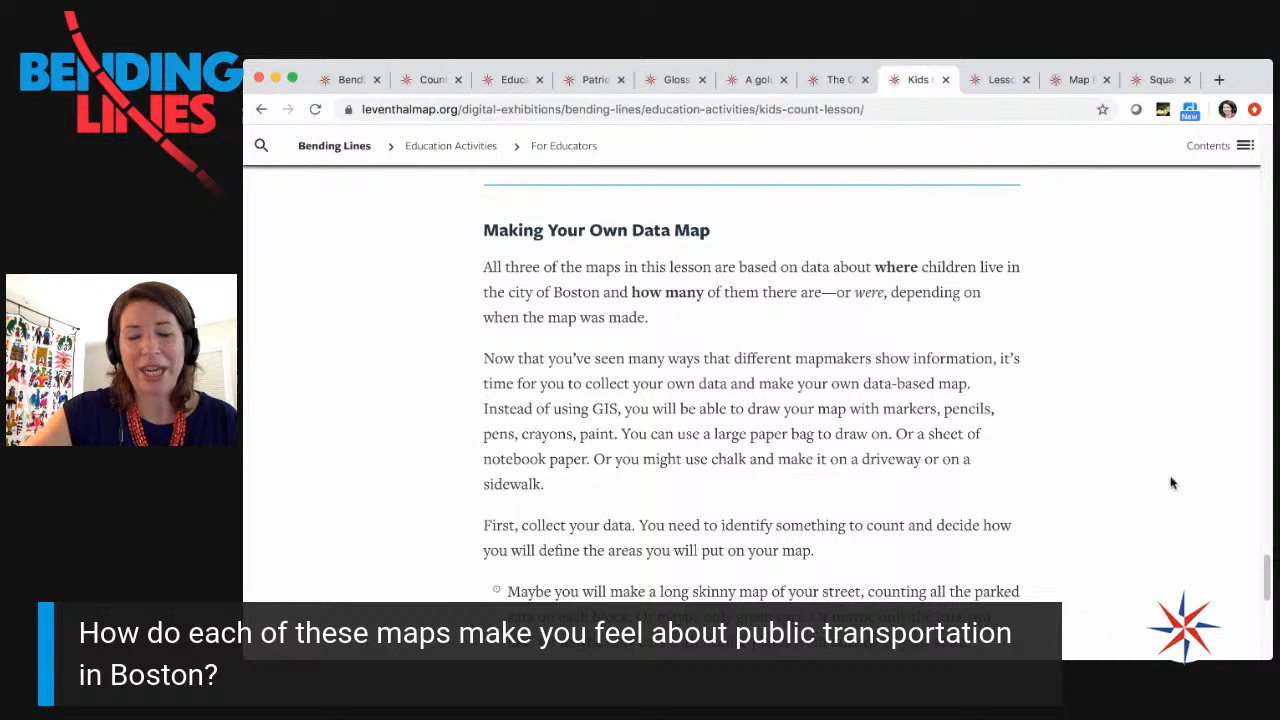 BENDING
LINES
Bend
Coun
Educa
Patrio
Gloss
A gol
The G
Kids
Lesso
Map
Squa
leventhalmap.org/digital-exhibitions/bending-lines/education-activities/kids-count-lesson/
New
Bending Lines
Education Activities
For Educators
Contents
Making Your Own Data Map
All three of the maps in this lesson are based on data about where children live in
the city of Boston and how many of them there are—or were, depending on
when the map was made.
Now that you’ve seen many ways that different mapmakers show information, it’s
time for you to collect your own data and make your own data-based map.
Instead of using GIS, you will be able to draw your map with markers, pencils,
pens, crayons, paint. You can use a large paper bag to draw on. Or a sheet of
notebook paper. Or you might use chalk and make it on a driveway or on a
sidewalk.
First, collect your data. You need to identify something to count and decide how
you will define the areas you will put on your map.
Maybe you will make a long skinny map of your street, counting all the parked
How do each of these maps make you feel about public transportation
in Boston?